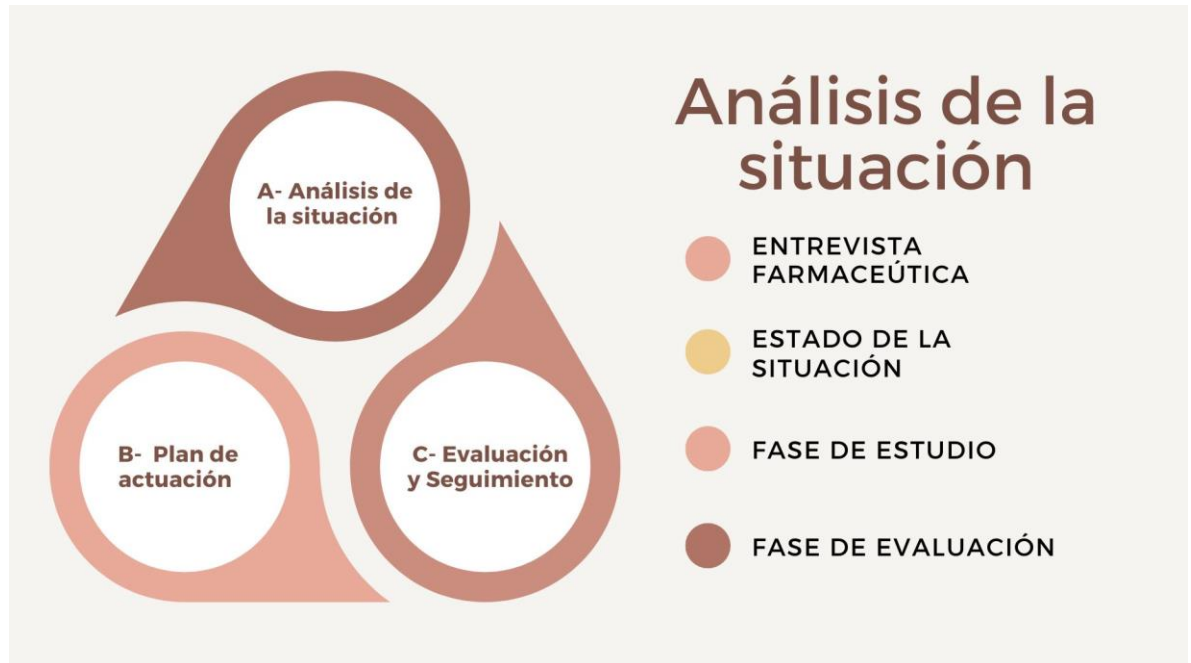 A- Análisis de
la situación
B- Plan de
actuación
C- Evaluación
y Seguimiento
Análisis de la
situación
ENTREVISTA
FARMACEÚTICA
ESTADO DE LA
SITUACIÓN
FASE DE ESTUDIO
FASE DE EVALUACIÓN